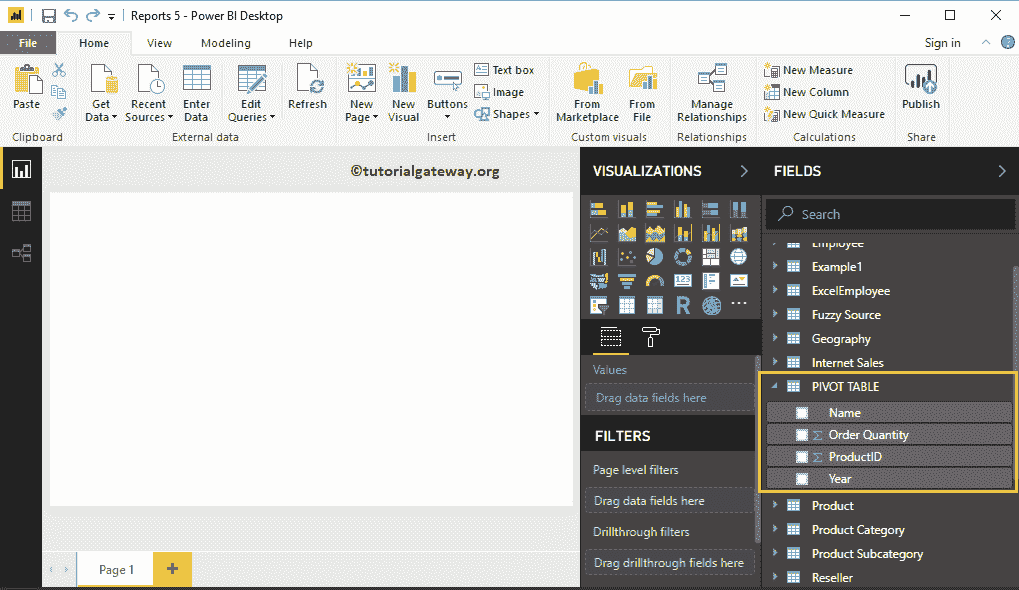 Reports 5 - Power BI Desktop
File Home View Modeling Help Sign in
Paste
Get Data
Recent Sources
Enter Data
Edit Queries
Refresh
New Page
New Visual
Buttons
Text box
Image
Shapes
From Marketplace
From File
Manage Relationships
New Measure
New Column
New Quick Measure
Publish
Clipboard External data Insert Custom visuals Relationships Calculations Share
©tutorialgateway.org
VISUALIZATIONS
123
R
Values
Drag data fields here
FILTERS
Page level filters
Drag data fields here
Drillthrough filters
Drag drillthrough fields here
FIELDS
Search
Employee
Example1
ExcelEmployee
Fuzzy Source
Geography
Internet Sales
PIVOT TABLE
Name
Σ Order Quantity
Σ ProductID
Year
Product
Product Category
Product Subcategory
Reseller
Page 1